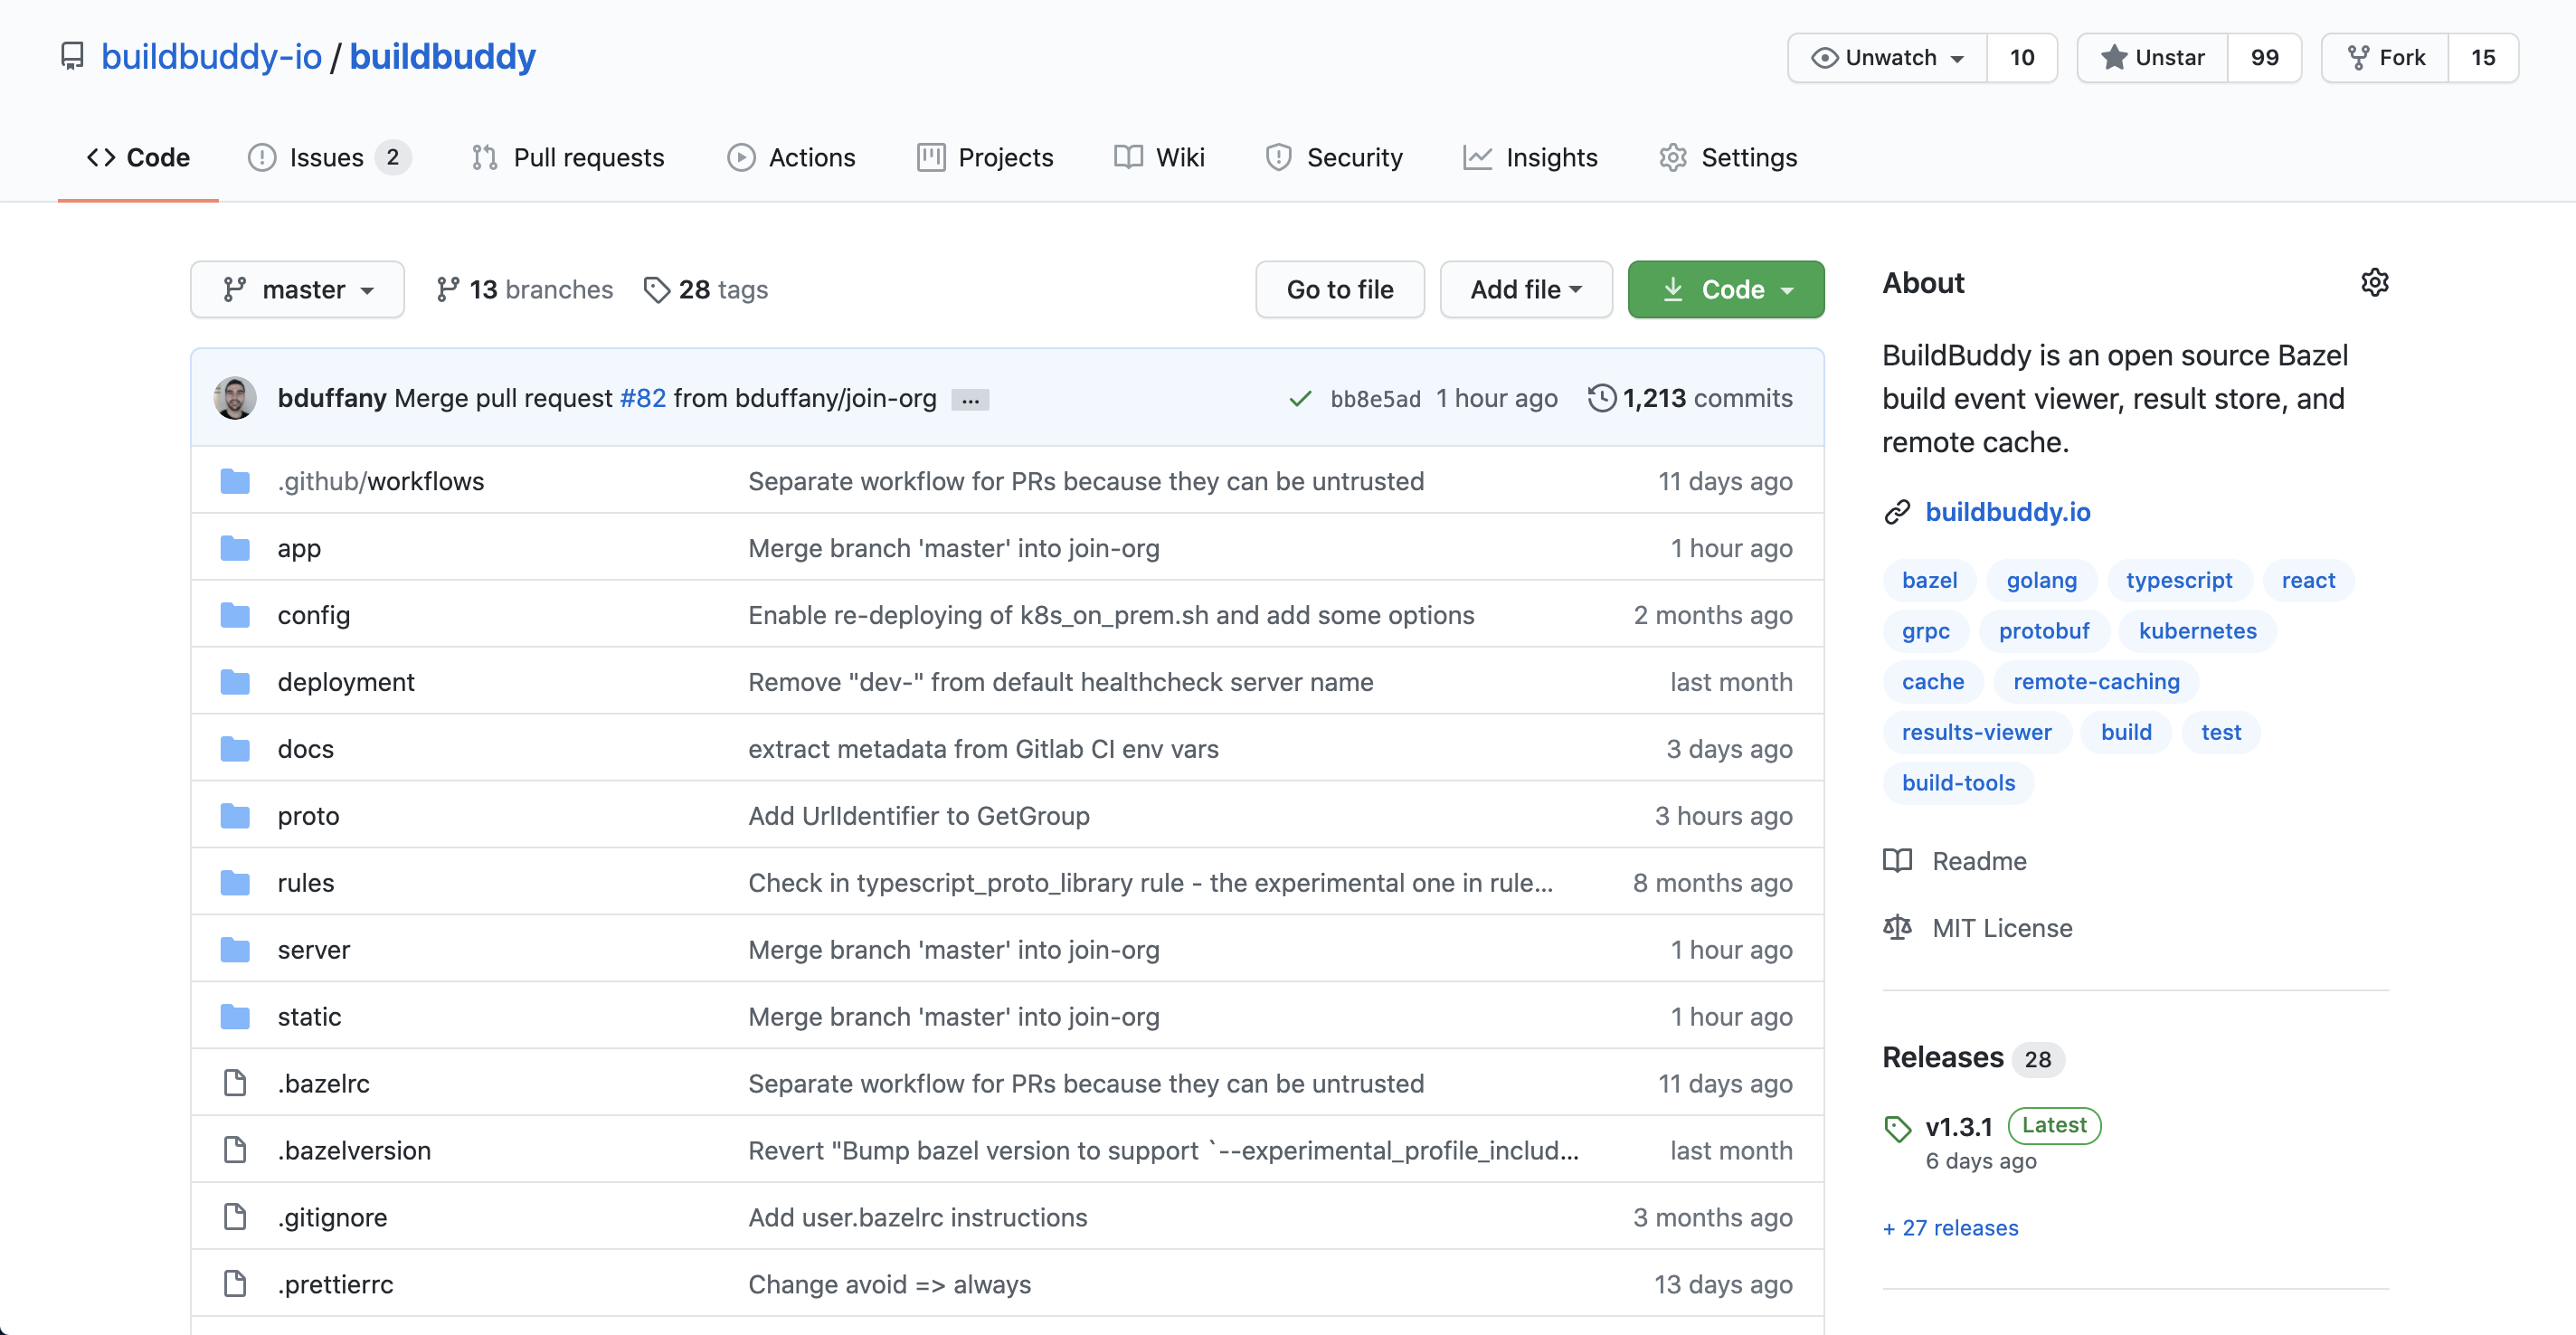 buildbuddy-io / buildbuddy
Unwatch 10 Unstar 99 Fork 15
Code Issues 2 Pull requests Actions Projects Wiki Security Insights Settings
master 13 branches 28 tags Go to file Add file Code
bduffany Merge pull request #82 from bduffany/join-org ... bb8e5ad 1 hour ago 1,213 commits
.github/workflows Separate workflow for PRs because they can be untrusted 11 days ago
app Merge branch 'master' into join-org 1 hour ago
config Enable re-deploying of k8s_on_prem.sh and add some options 2 months ago
deployment Remove "dev-" from default healthcheck server name last month
docs extract metadata from Gitlab CI env vars 3 days ago
proto Add UrlIdentifier to GetGroup 3 hours ago
rules Check in typescript_proto_library rule - the experimental one in rule... 8 months ago
server Merge branch 'master' into join-org 1 hour ago
static Merge branch 'master' into join-org 1 hour ago
.bazelrc Separate workflow for PRs because they can be untrusted 11 days ago
.bazelversion Revert "Bump bazel version to support `--experimental_profile_includ... last month
.gitignore Add user.bazelrc instructions 3 months ago
.prettierrc Change avoid => always 13 days ago
About
BuildBuddy is an open source Bazel
build event viewer, result store, and
remote cache.
buildbuddy.io
bazel golang typescript react
grpc protobuf kubernetes
cache remote-caching
results-viewer build test
build-tools
Readme
MIT License
Releases 28
v1.3.1 Latest
6 days ago
+ 27 releases